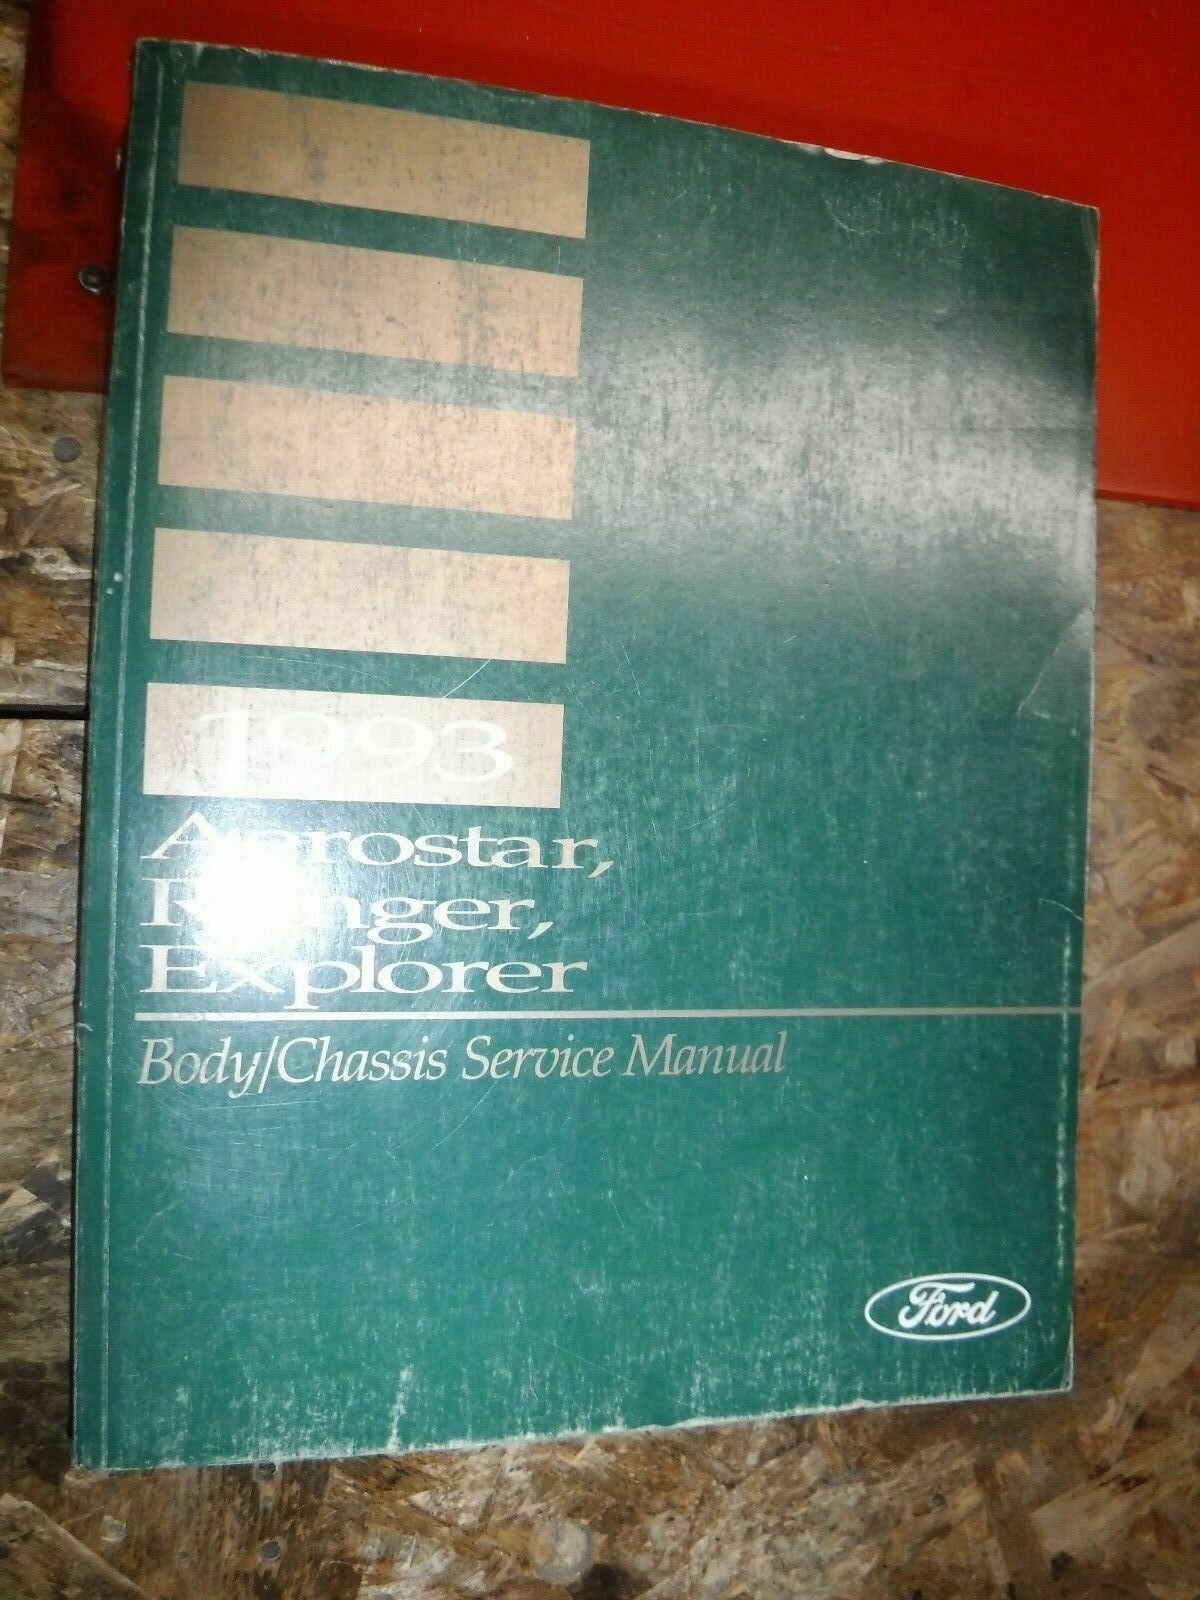 1993
Aerostar,
Ranger,
Explorer
Body/Chassis Service Manual
Ford